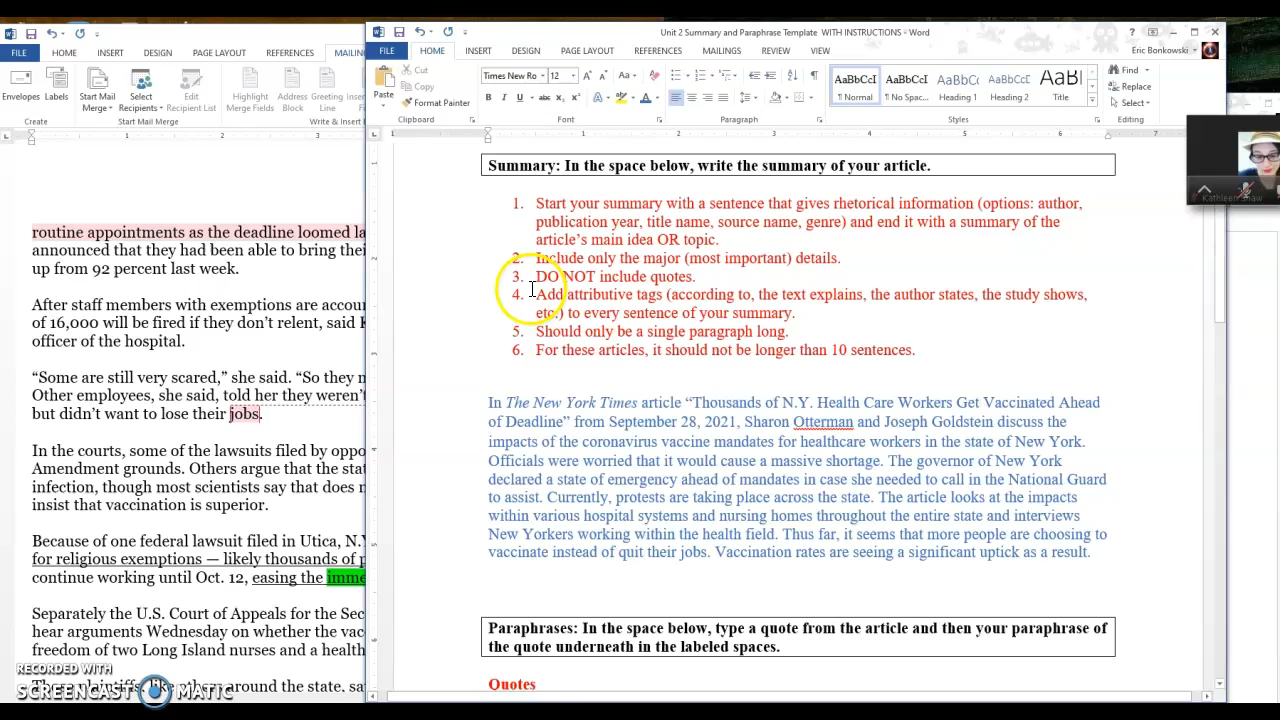 Unit 2 Summary and Paraphrase Template WITH INSTRUCTIONS - Word
FILE HOME INSERT DESIGN PAGE LAYOUT REFERENCES MAILIN
FILE HOME INSERT DESIGN PAGE LAYOUT REFERENCES MAILINGS REVIEW VIEW Eric Bonkowski
Envelopes Labels Start Mail Merge Select Recipients Edit Recipient List Highlight Merge Fields Address Block Greeting Line
Create Start Mail Merge
Paste Cut Copy Format Painter
Times New Ro 12
AaBbCcI AaBbCcI AaBbC AaBbCcI AaBl
¶ Normal ¶ No Spac... Heading 1 Heading 2 Title
Find Replace Select
Clipboard Font Paragraph Styles Editing
routine appointments as the deadline loomed la
announced that they had been able to bring thei
up from 92 percent last week.
After staff members with exemptions are accou
of 16,000 will be fired if they don't relent, said K
officer of the hospital.
“Some are still very scared,” she said. “So they n
Other employees, she said, told her they weren't
but didn't want to lose their jobs.
In the courts, some of the lawsuits filed by oppo
Amendment grounds. Others argue that the stat
infection, though most scientists say that does n
insist that vaccination is superior.
Because of one federal lawsuit filed in Utica, N.Y
for religious exemptions — likely thousands of p
continue working until Oct. 12, easing the imme
Separately the U.S. Court of Appeals for the Sec
hear arguments Wednesday on whether the vac
freedom of two Long Island nurses and a health
around the state, sa
Summary: In the space below, write the summary of your article.
1. Start your summary with a sentence that gives rhetorical information (options: author,
publication year, title name, source name, genre) and end it with a summary of the
article's main idea OR topic.
2. Include only the major (most important) details.
3. DO NOT include quotes.
4. Add attributive tags (according to, the text explains, the author states, the study shows,
etc.) to every sentence of your summary.
5. Should only be a single paragraph long.
6. For these articles, it should not be longer than 10 sentences.
In The New York Times article “Thousands of N.Y. Health Care Workers Get Vaccinated Ahead
of Deadline” from September 28, 2021, Sharon Otterman and Joseph Goldstein discuss the
impacts of the coronavirus vaccine mandates for healthcare workers in the state of New York.
Officials were worried that it would cause a massive shortage. The governor of New York
declared a state of emergency ahead of mandates in case she needed to call in the National Guard
to assist. Currently, protests are taking place across the state. The article looks at the impacts
within various hospital systems and nursing homes throughout the entire state and interviews
New Yorkers working within the health field. Thus far, it seems that more people are choosing to
vaccinate instead of quit their jobs. Vaccination rates are seeing a significant uptick as a result.
Paraphrases: In the space below, type a quote from the article and then your paraphrase of
the quote underneath in the labeled spaces.
Quotes
Kathleen Shaw
RECORDED WITH
SCREENCAST MATIC